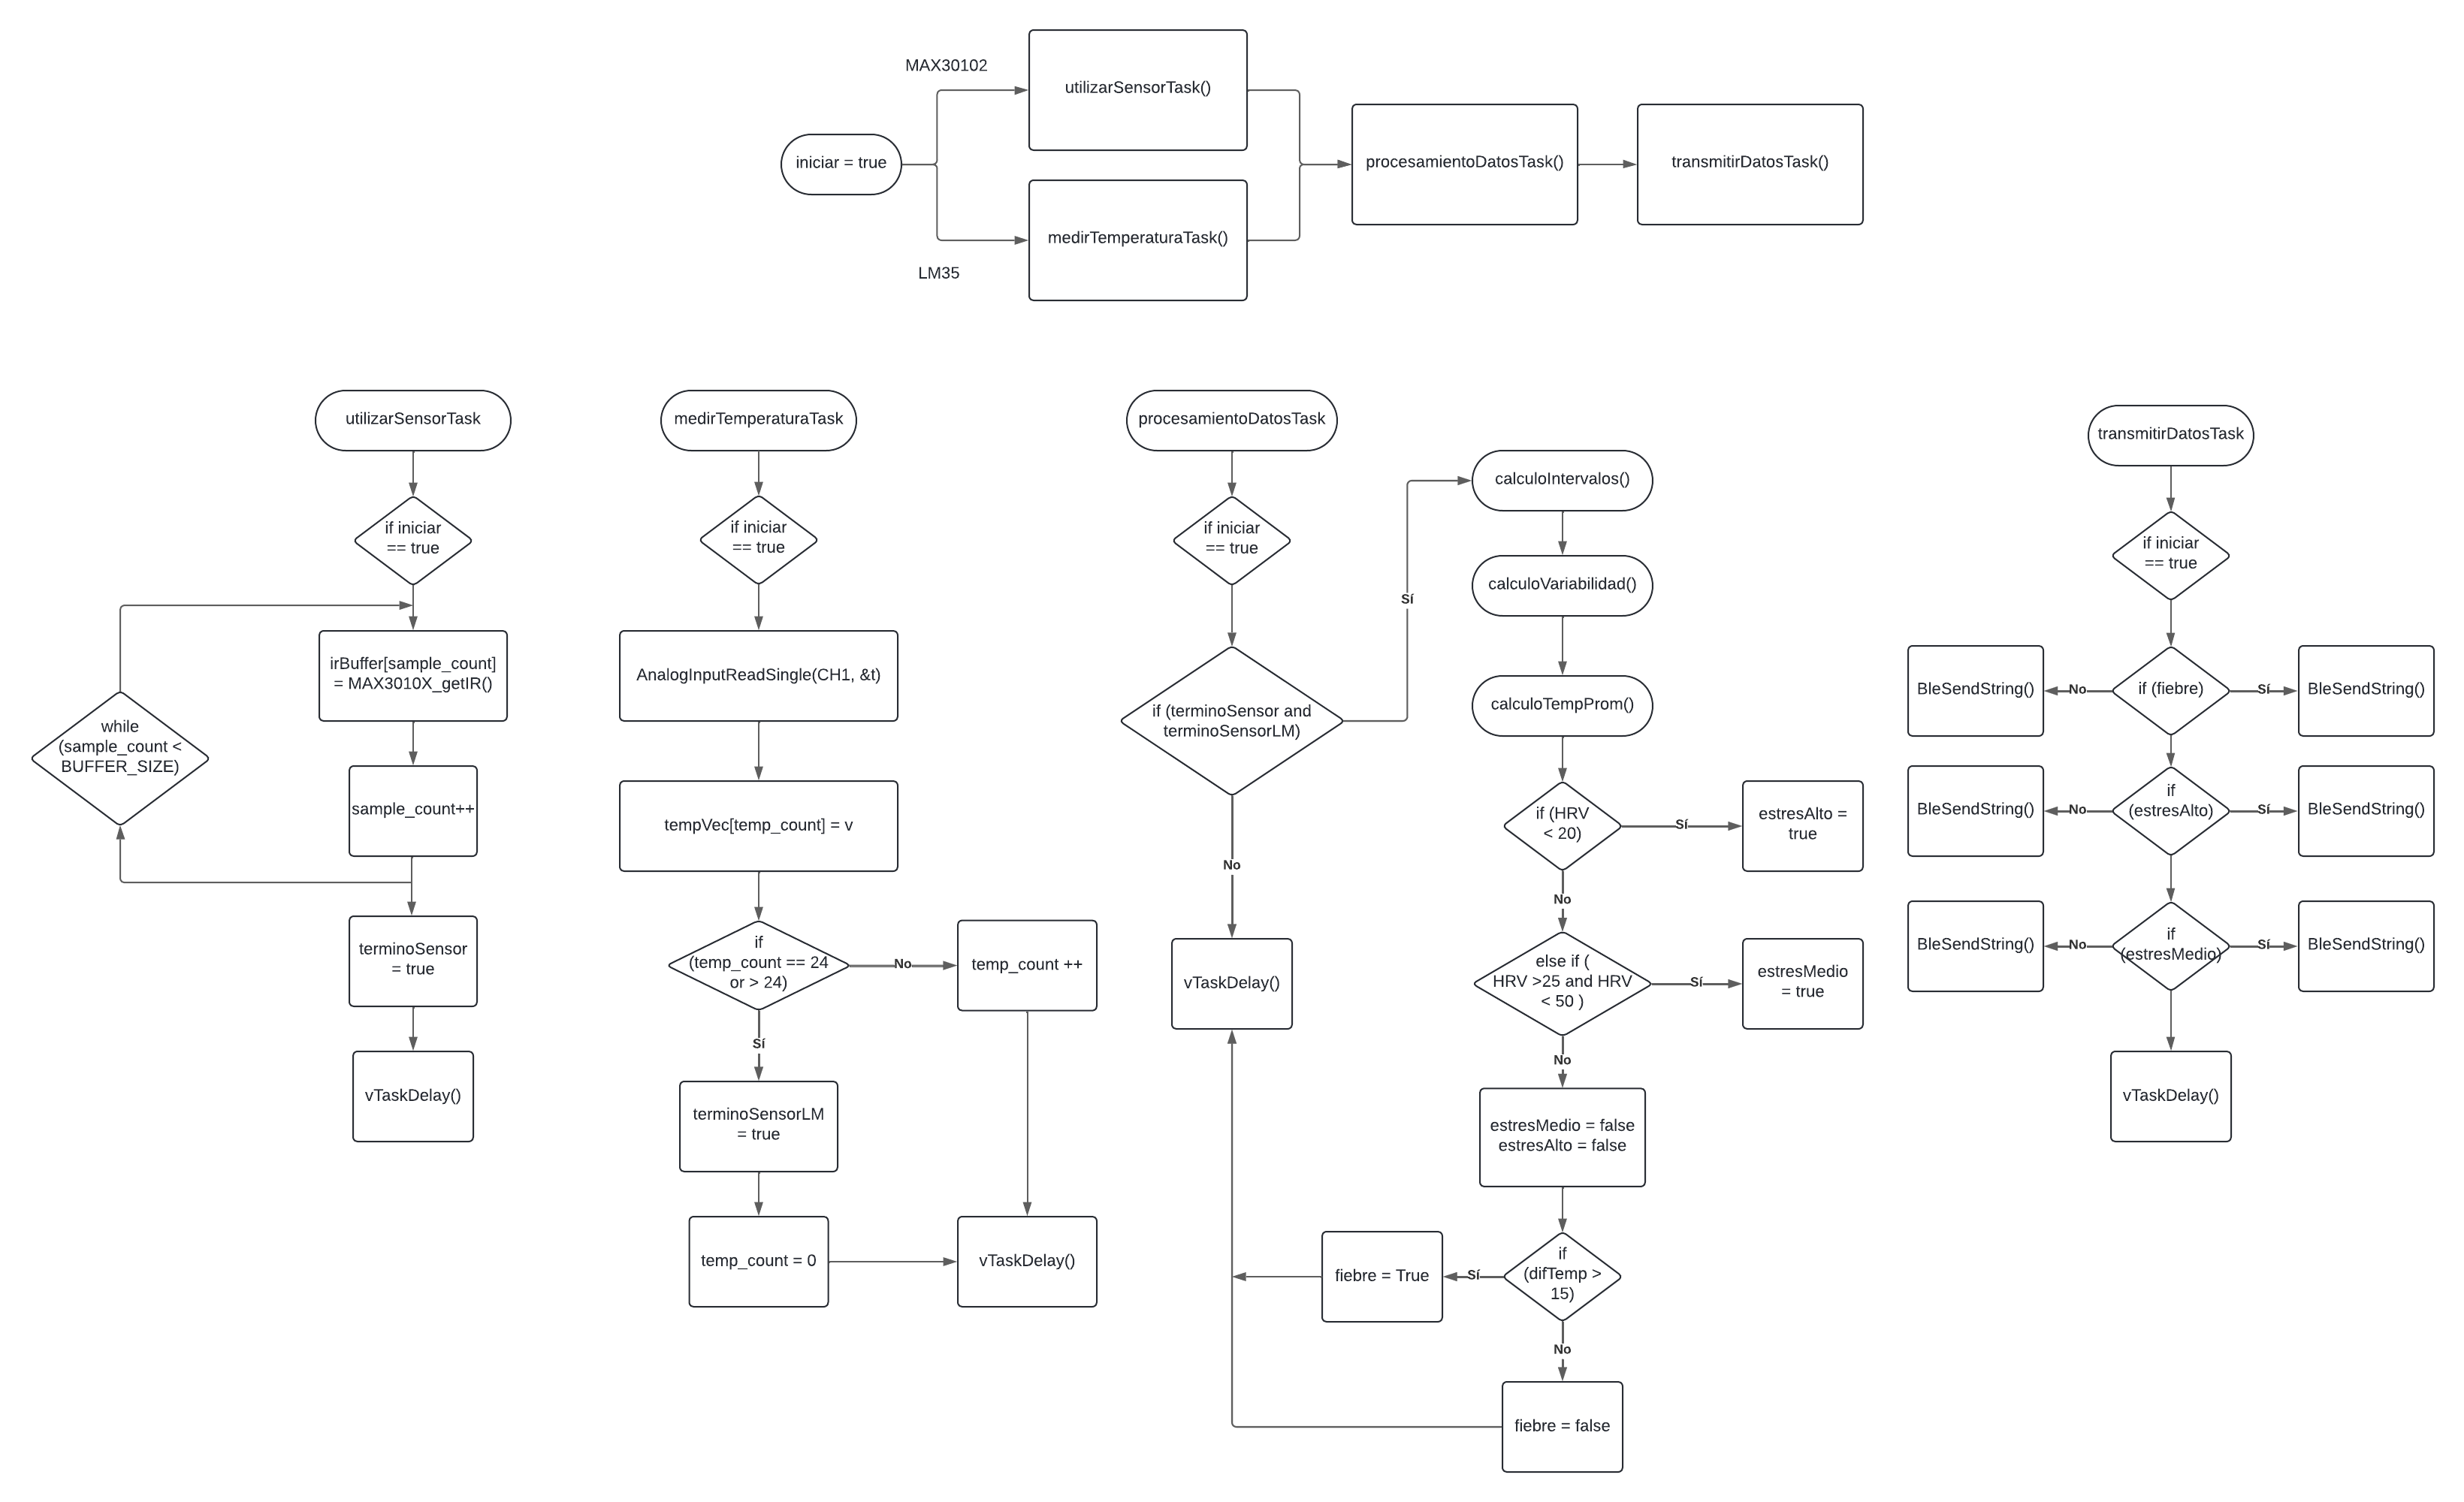 MAX30102
utilizarSensorTask()
iniciar = true
procesamientoDatosTask()
transmitirDatosTask()
medirTemperaturaTask()
LM35
utilizarSensorTask
if iniciar
== true
irBuffer[sample_count]
= MAX3010X_getIR()
while
(sample_count <
BUFFER_SIZE)
sample_count++
terminoSensor
= true
vTaskDelay()
medirTemperaturaTask
if iniciar
== true
AnalogInputReadSingle(CH1, &t)
tempVec[temp_count] = v
if
(temp_count == 24
or > 24)
No
temp_count ++
Sí
terminoSensorLM
= true
temp_count = 0
vTaskDelay()
procesamientoDatosTask
if iniciar
== true
if (terminoSensor and
terminoSensorLM)
Sí
No
vTaskDelay()
calculoIntervalos()
calculoVariabilidad()
calculoTempProm()
if (HRV
< 20)
Sí
estresAlto =
true
No
else if (
HRV >25 and HRV
< 50 )
Sí
estresMedio
= true
No
estresMedio = false
estresAlto = false
if
(difTemp >
15)
Sí
fiebre = True
No
fiebre = false
transmitirDatosTask
if iniciar
== true
BleSendString()
No
if (fiebre)
Sí
BleSendString()
BleSendString()
No
if
(estresAlto)
Sí
BleSendString()
BleSendString()
No
if
(estresMedio)
Sí
BleSendString()
vTaskDelay()